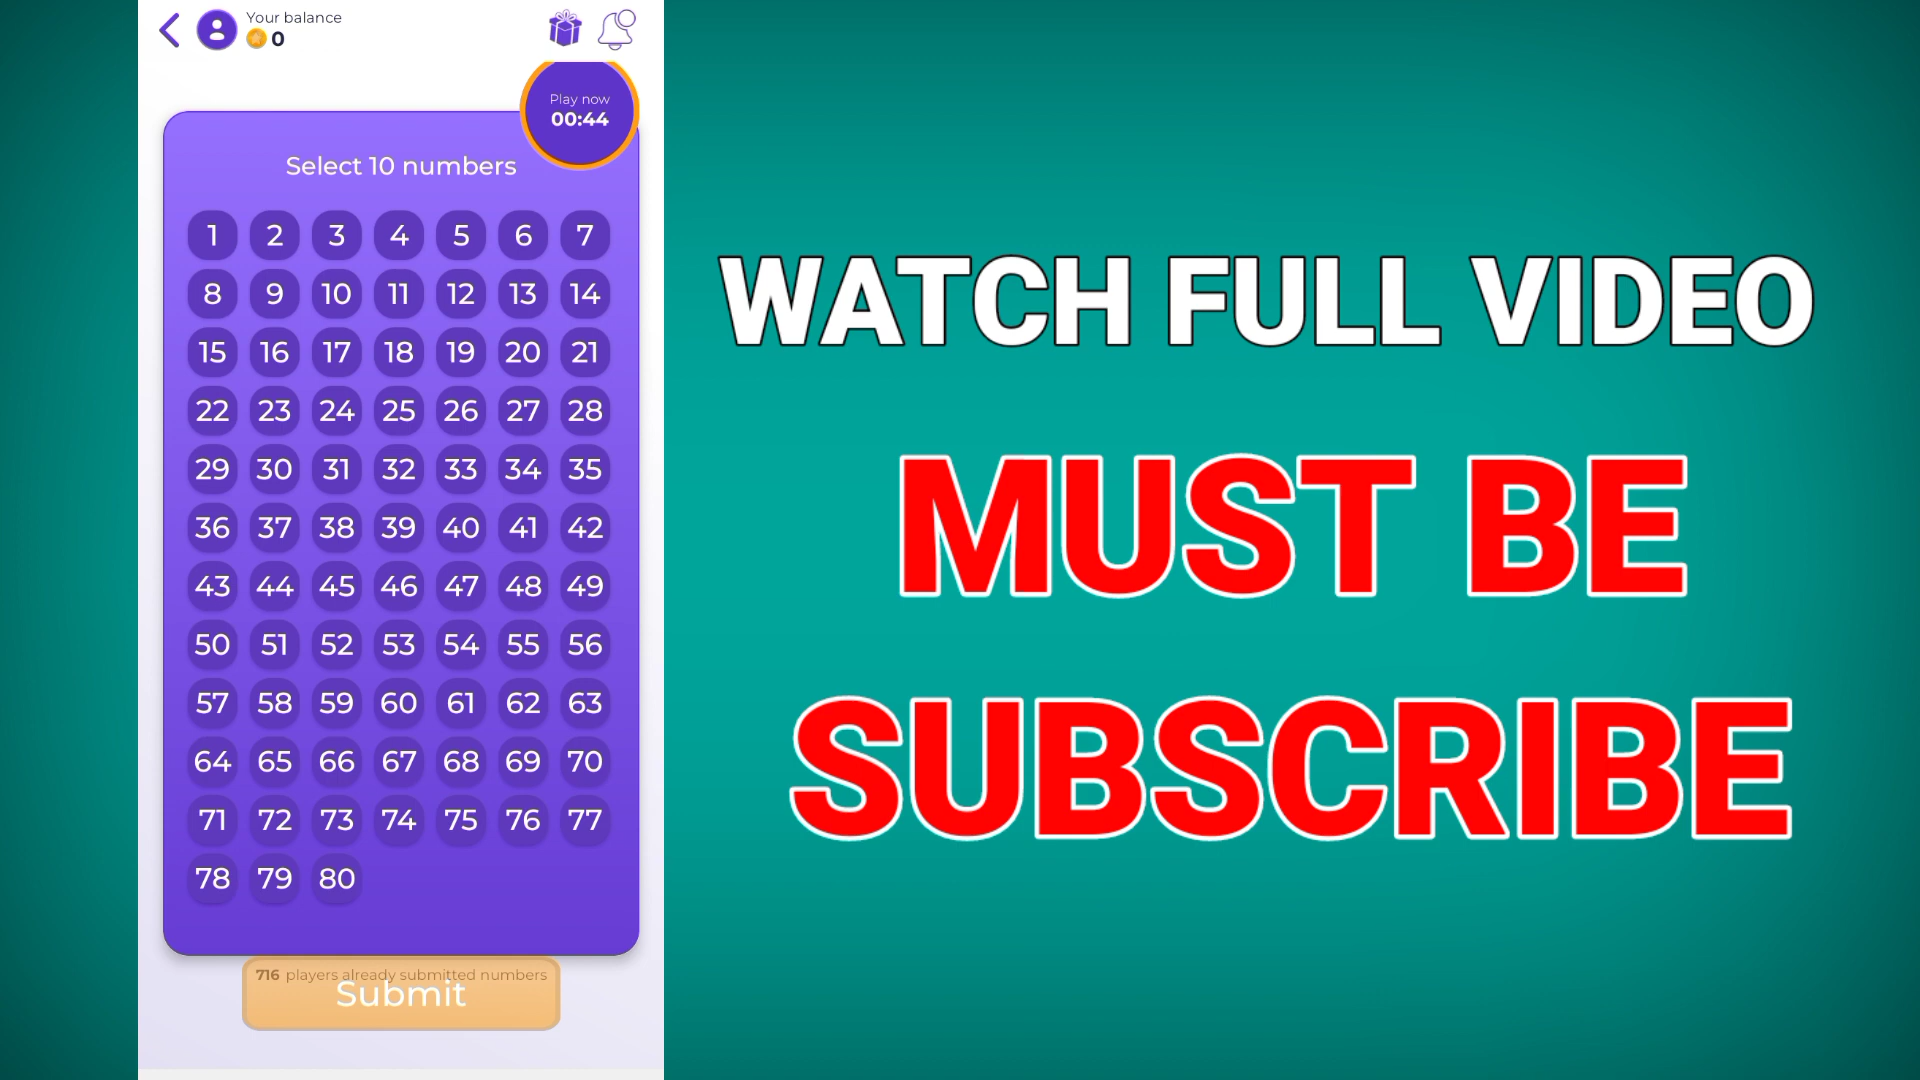 Your balance
0
Play now
00:44
Select 10 numbers
1 2 3 4 5 6 7
8 9 10 11 12 13 14
15 16 17 18 19 20 21
22 23 24 25 26 27 28
29 30 31 32 33 34 35
36 37 38 39 40 41 42
43 44 45 46 47 48 49
50 51 52 53 54 55 56
57 58 59 60 61 62 63
64 65 66 67 68 69 70
71 72 73 74 75 76 77
78 79 80
716 players already submitted numbers
Submit
WATCH FULL VIDEO
MUST BE
SUBSCRIBE